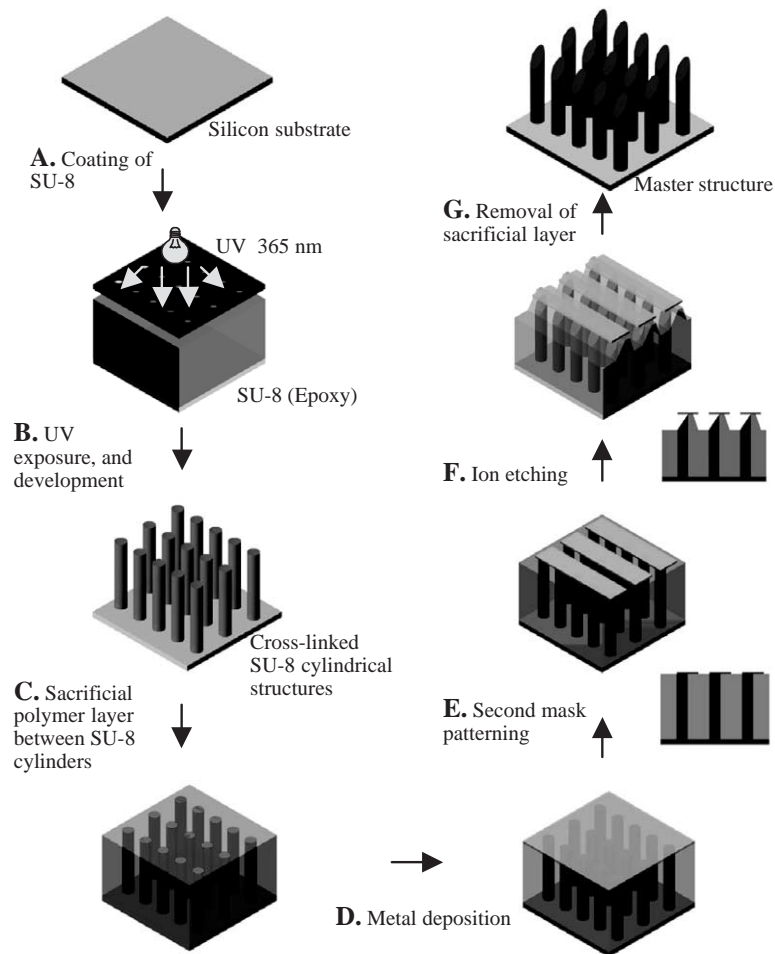 Silicon substrate
A. Coating of
SU-8
UV 365 nm
SU-8 (Epoxy)
B. UV
exposure, and
development
Cross-linked
SU-8 cylindrical
structures
C. Sacrificial
polymer layer
between SU-8
cylinders
D. Metal deposition
E. Second mask
patterning
F. Ion etching
G. Removal of
sacrificial layer
Master structure